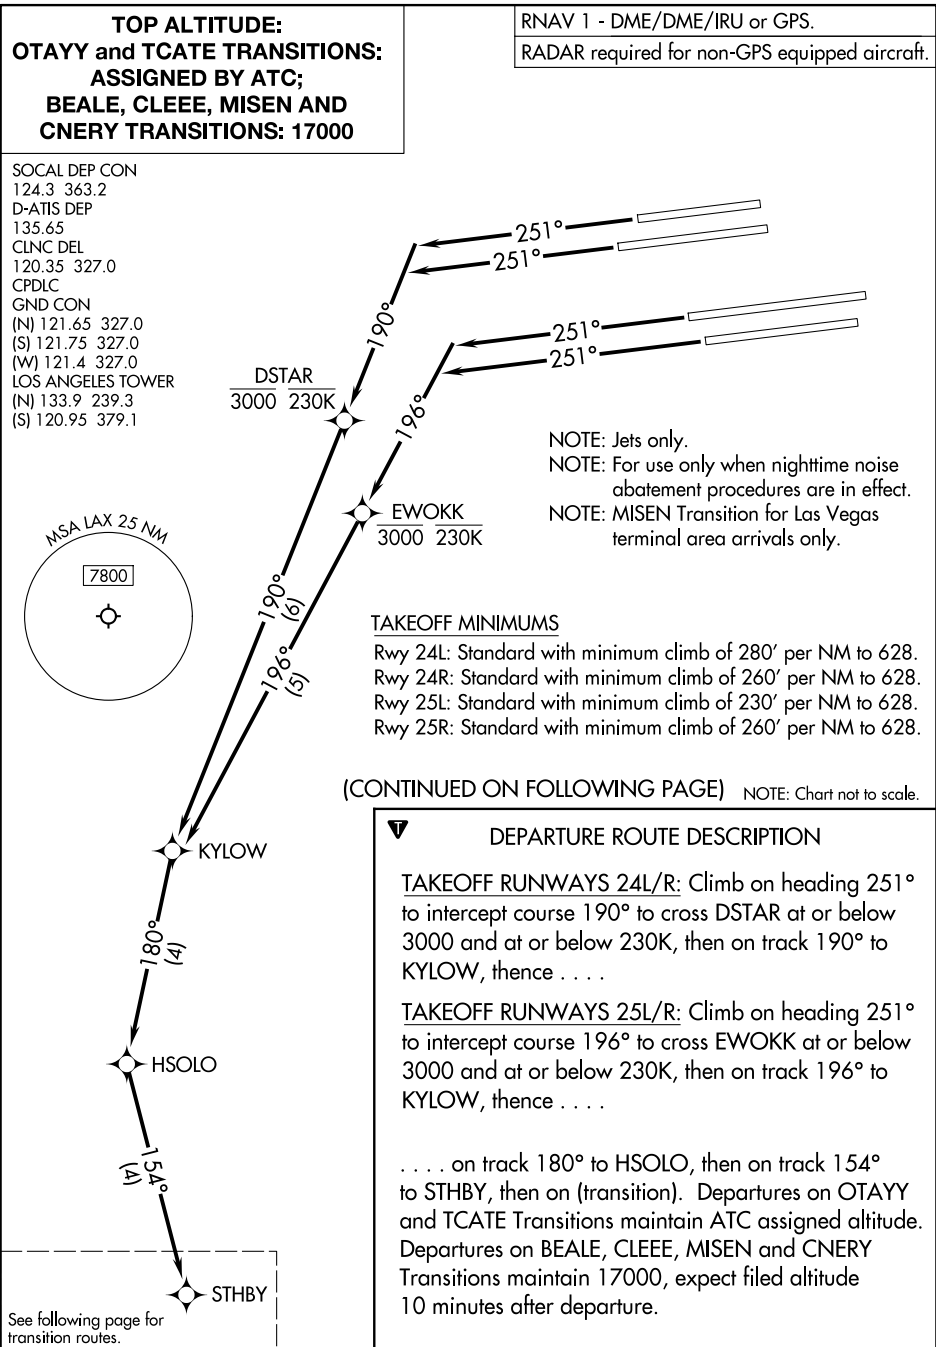 TOP ALTITUDE:
OTAYY and TCATE TRANSITIONS:
ASSIGNED BY ATC;
BEALE, CLEEE, MISEN AND
CNERY TRANSITIONS: 17000
RNAV 1 - DME/DME/IRU or GPS.
RADAR required for non-GPS equipped aircraft.
SOCAL DEP CON
124.3 363.2
D-ATIS DEP
135.65
CLNC DEL
120.35 327.0
CPDLC
GND CON
(N) 121.65 327.0
(S) 121.75 327.0
(W) 121.4 327.0
LOS ANGELES TOWER
(N) 133.9 239.3
(S) 120.95 379.1
251°
251°
251°
251°
190°
196°
DSTAR
3000 230K
EWOKK
3000 230K
NOTE: Jets only.
NOTE: For use only when nighttime noise
abatement procedures are in effect.
NOTE: MISEN Transition for Las Vegas
terminal area arrivals only.
MSA LAX 25 NM
7800
190°
(6)
196°
(5)
TAKEOFF MINIMUMS
Rwy 24L: Standard with minimum climb of 280' per NM to 628.
Rwy 24R: Standard with minimum climb of 260' per NM to 628.
Rwy 25L: Standard with minimum climb of 230' per NM to 628.
Rwy 25R: Standard with minimum climb of 260' per NM to 628.
(CONTINUED ON FOLLOWING PAGE)
NOTE: Chart not to scale.
KYLOW
180°
(4)
HSOLO
154°
(4)
STHBY
See following page for
transition routes.
T
DEPARTURE ROUTE DESCRIPTION
TAKEOFF RUNWAYS 24L/R: Climb on heading 251°
to intercept course 190° to cross DSTAR at or below
3000 and at or below 230K, then on track 190° to
KYLOW, thence . . . .
TAKEOFF RUNWAYS 25L/R: Climb on heading 251°
to intercept course 196° to cross EWOKK at or below
3000 and at or below 230K, then on track 196° to
KYLOW, thence . . . .
. . . . on track 180° to HSOLO, then on track 154°
to STHBY, then on (transition). Departures on OTAYY
and TCATE Transitions maintain ATC assigned altitude.
Departures on BEALE, CLEEE, MISEN and CNERY
Transitions maintain 17000, expect filed altitude
10 minutes after departure.